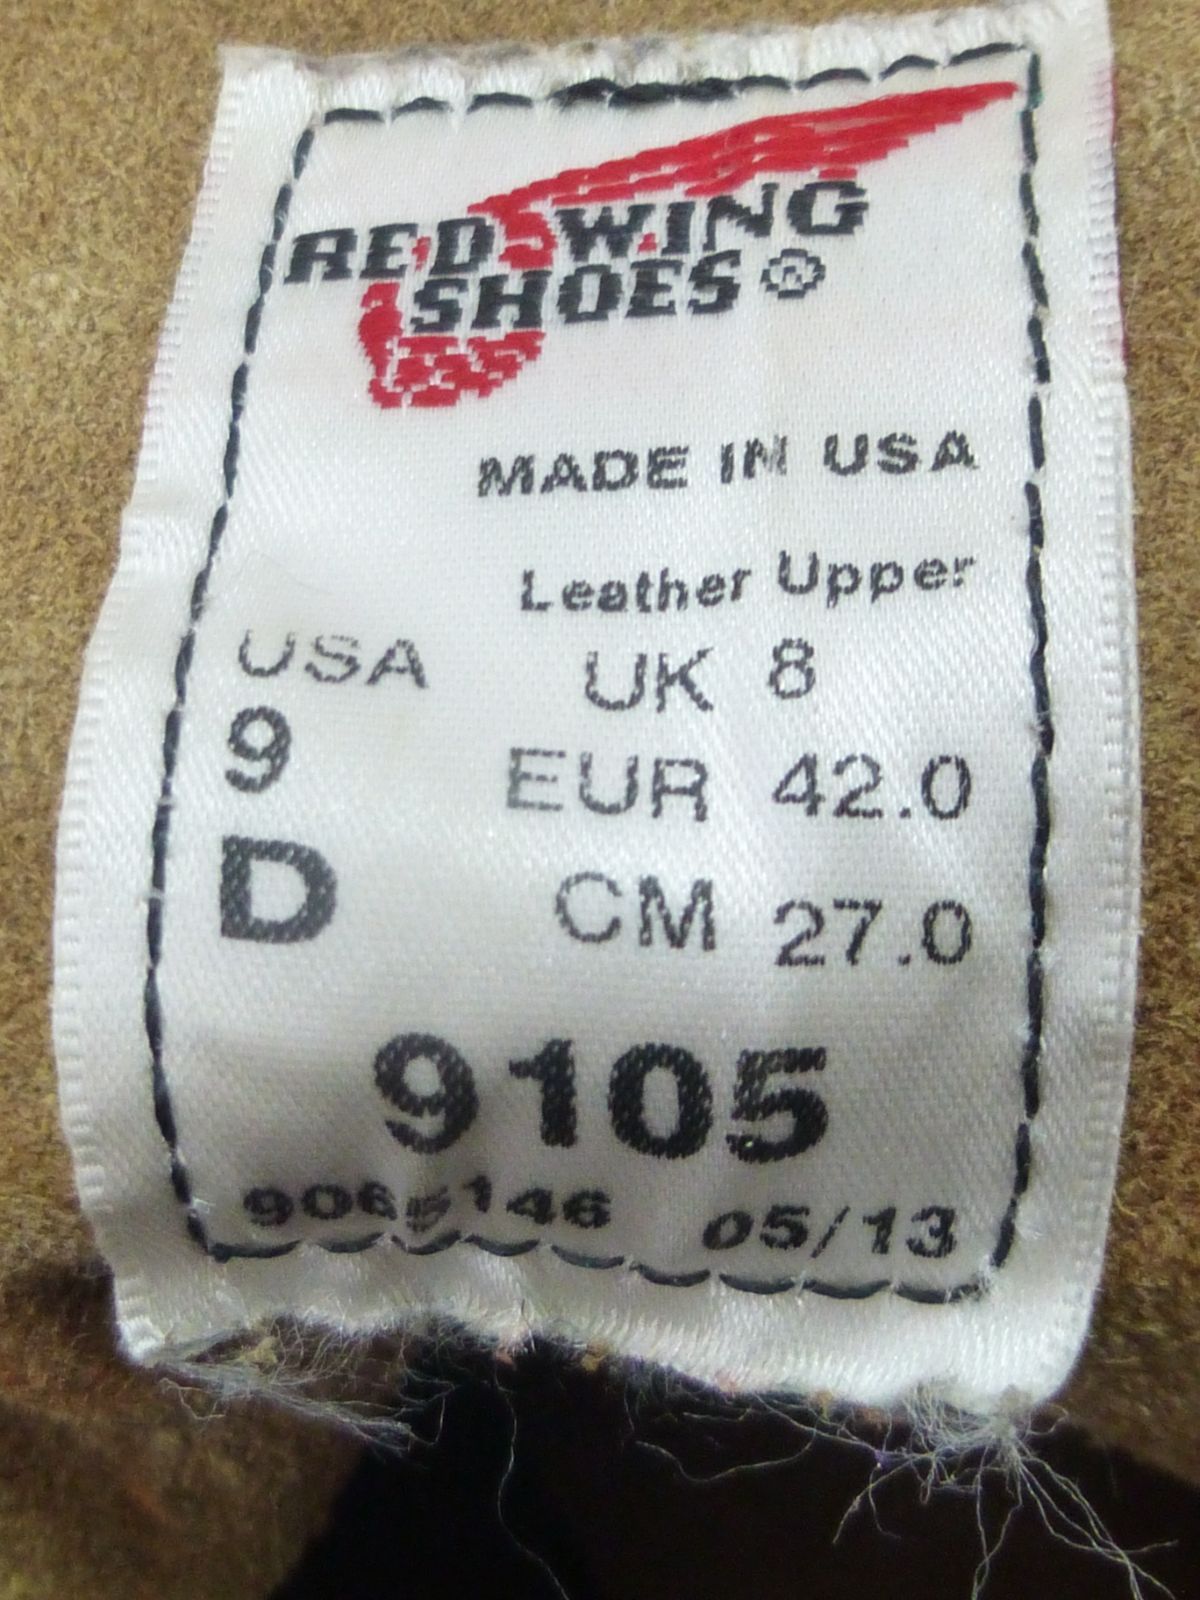 RED WING
SHOES®
MADE IN USA
Leather Upper
USA UK 8
9 EUR 42.0
D CM 27.0
9105
9065146 05/13